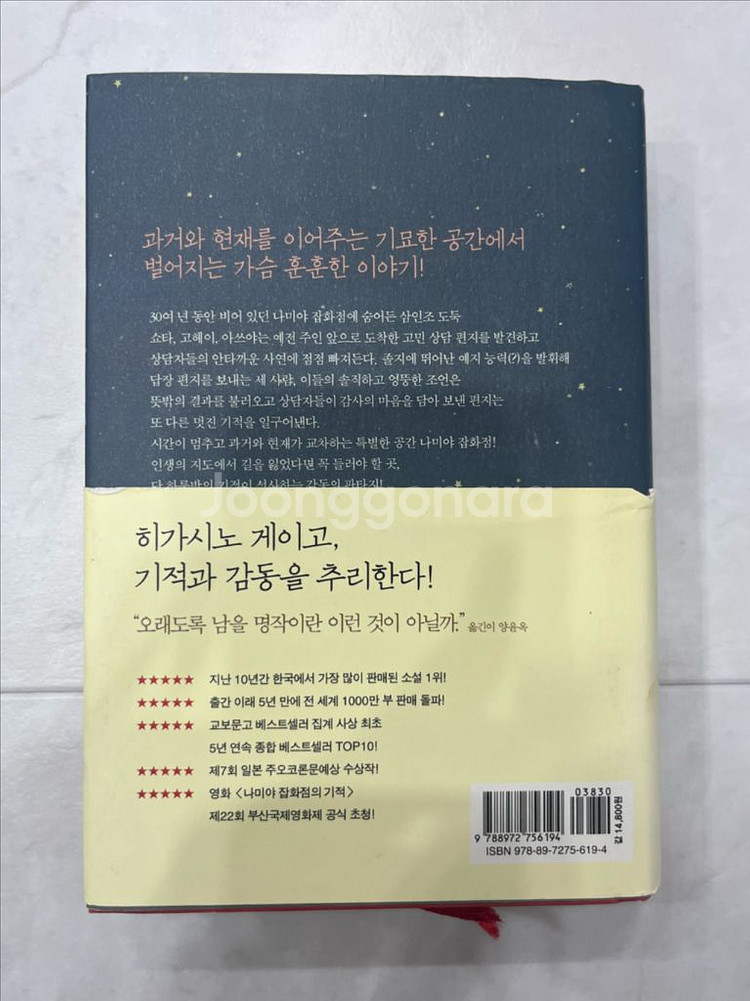 과거와 현재를 이어주는 기묘한 공간에서
벌어지는 가슴 훈훈한 이야기!
30여 년 동안 비어 있던 나미야 잡화점에 숨어든 삼인조 도둑
쇼타, 고헤이, 아쓰야는 예전 주인 앞으로 도착한 고민 상담 편지를 발견하고
상담자들의 안타까운 사연에 점점 빠져든다. 졸지에 뛰어난 예지 능력(?)을 발휘해
답장 편지를 보내는 세 사람, 이들의 솔직하고 엉뚱한 조언은
뜻밖의 결과를 불러오고 상담자들이 감사의 마음을 담아 보낸 편지는
또 다른 멋진 기적을 일구어낸다.
시간이 멈추고 과거와 현재가 교차하는 특별한 공간 나미야 잡화점!
인생의 지도에서 길을 잃었다면 꼭 들러야 할 곳,
단 하룻밤의 기적이 선사하는 감동의 판타지!
Joonggonara
히가시노 게이고,
기적과 감동을 추리한다!
“오래도록 남을 명작이란 이런 것이 아닐까.” 옮긴이 양윤옥
★★★★★ 지난 10년간 한국에서 가장 많이 판매된 소설 1위!
★★★★★ 출간 이래 5년 만에 전 세계 1000만 부 판매 돌파!
★★★★★ 교보문고 베스트셀러 집계 사상 최초
5년 연속 종합 베스트셀러 TOP10!
★★★★★ 제7회 일본 주오코론문예상 수상작!
★★★★★ 영화 〈나미야 잡화점의 기적〉
제22회 부산국제영화제 공식 초청!
03830
9 788972 756194
ISBN 978-89-7275-619-4
값 14,800원